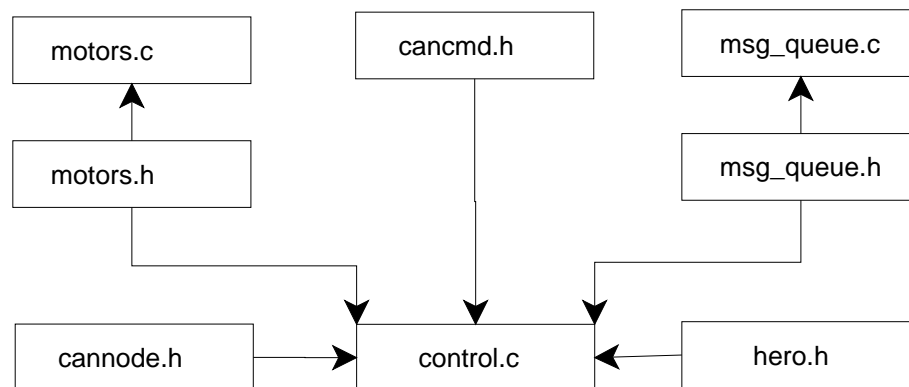 motors.c
cancmd.h
msg_queue.c
motors.h
msg_queue.h
cannode.h
control.c
hero.h